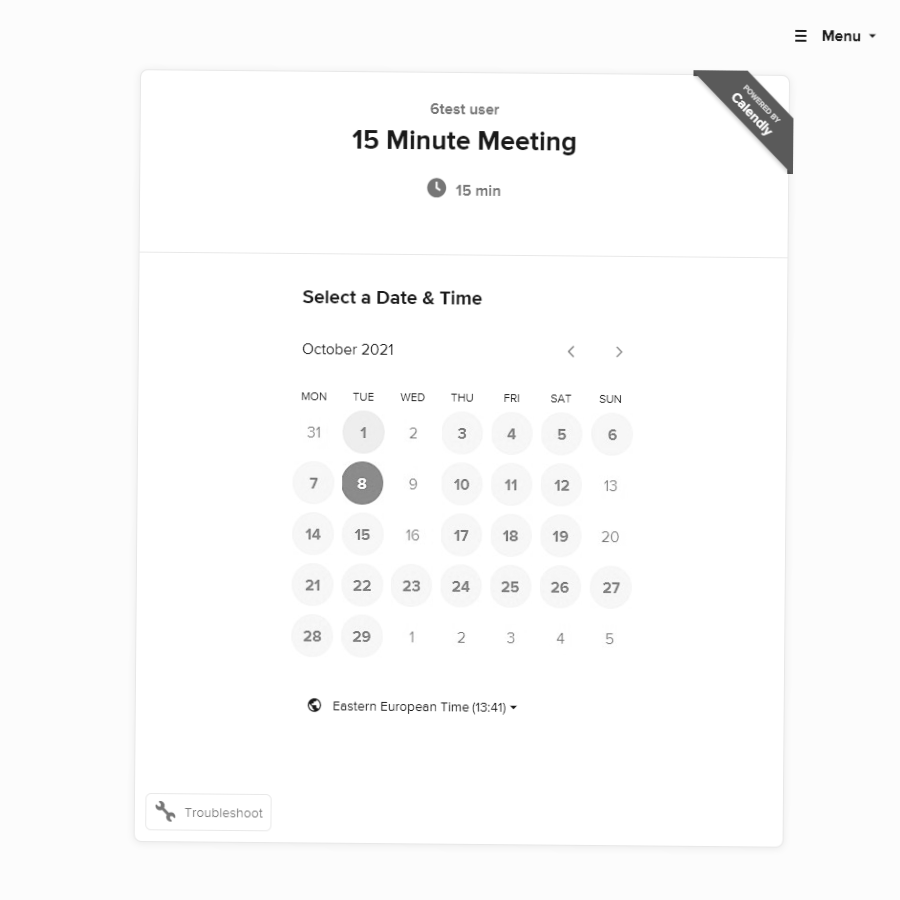 Menu
POWERED BY
Calendly
6test user
15 Minute Meeting
15 min
Select a Date & Time
October 2021
MON TUE WED THU FRI SAT SUN
31 1 2 3 4 5 6
7 8 9 10 11 12 13
14 15 16 17 18 19 20
21 22 23 24 25 26 27
28 29 1 2 3 4 5
Eastern European Time (13:41)
Troubleshoot